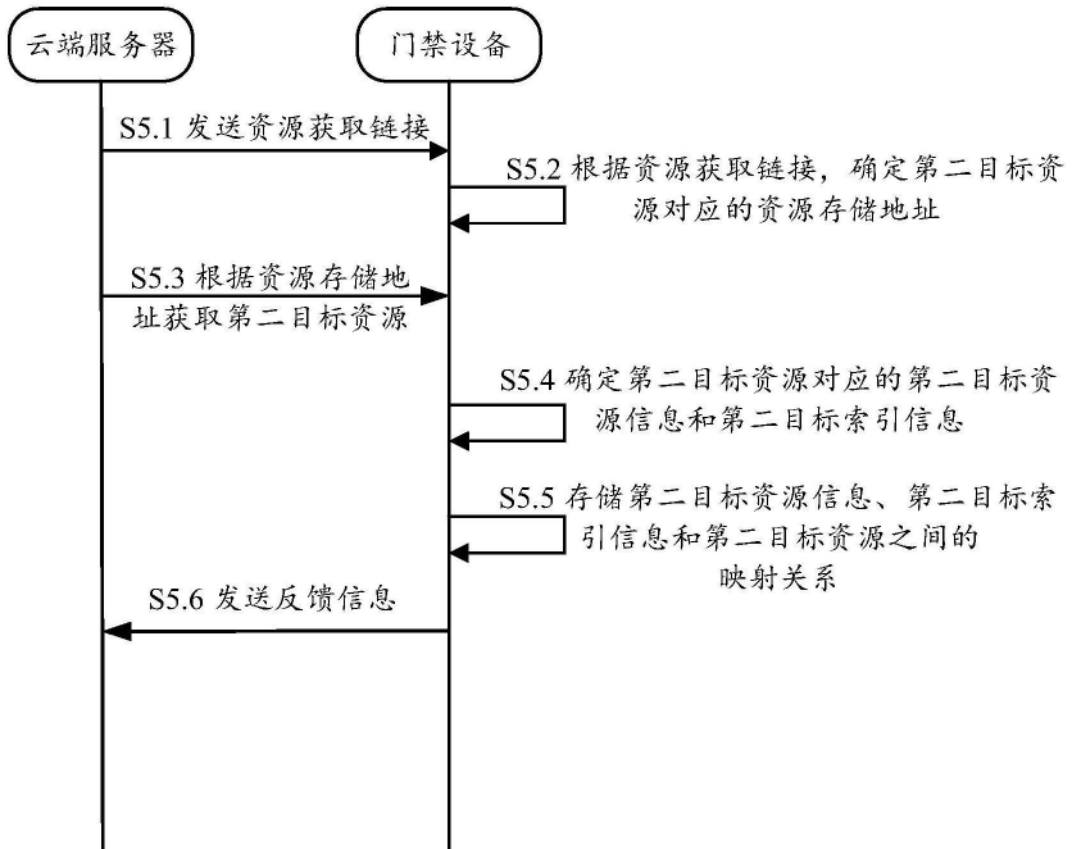 云端服务器
门禁设备
S5.1 发送资源获取链接
S5.2 根据资源获取链接，确定第二目标资
源对应的资源存储地址
S5.3 根据资源存储地
址获取第二目标资源
S5.4 确定第二目标资源对应的第二目标资
源信息和第二目标索引信息
S5.5 存储第二目标资源信息、第二目标索
引信息和第二目标资源之间的
映射关系
S5.6 发送反馈信息